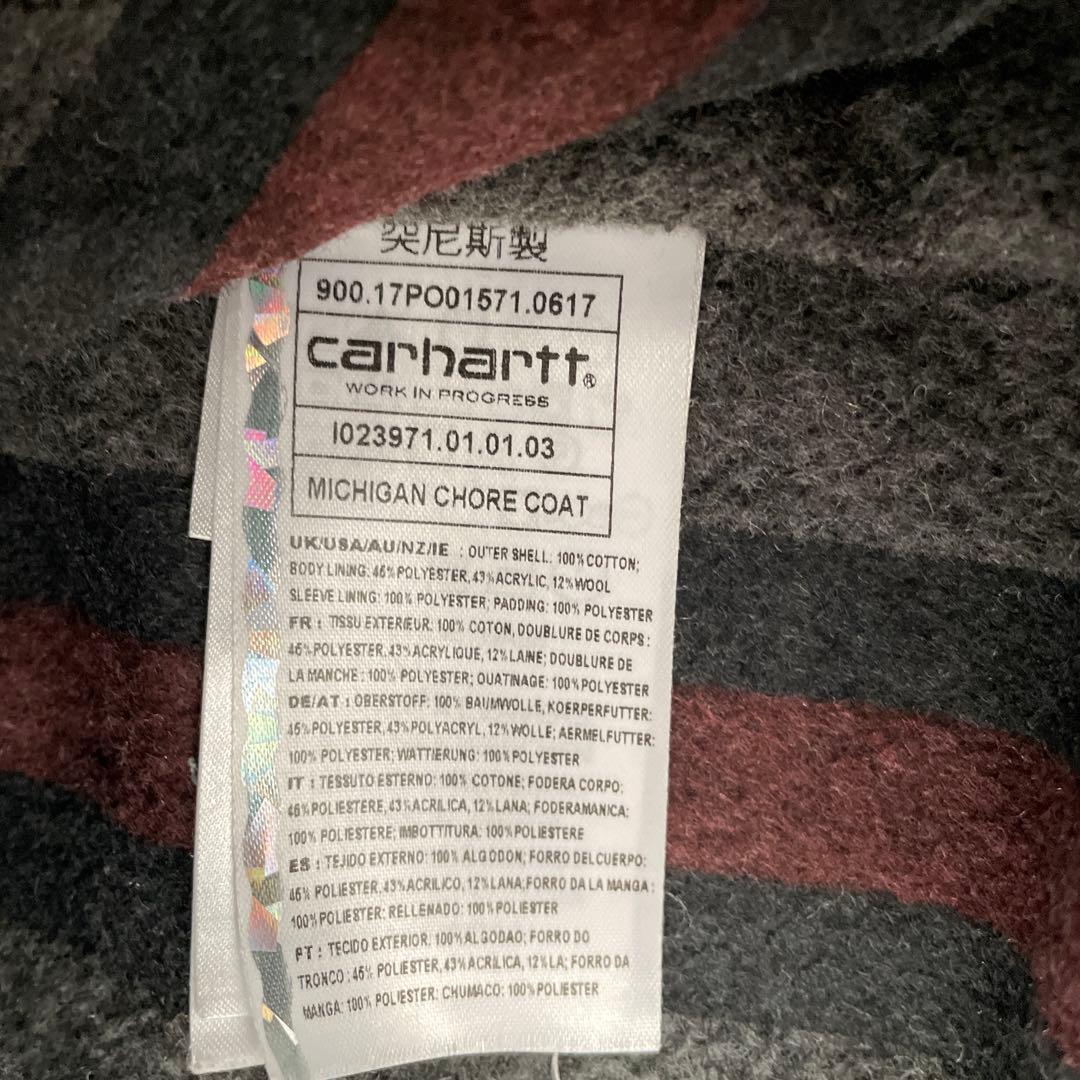 突尼斯製
900.17PO01571.0617
carhartt®
WORK IN PROGRESS
I023971.01.01.03
MICHIGAN CHORE COAT
UK/USA/AU/NZ/IE : OUTER SHELL: 100% COTTON;
BODY LINING: 45% POLYESTER, 43% ACRYLIC, 12% WOOL
SLEEVE LINING: 100% POLYESTER; PADDING: 100% POLYESTER
FR : TISSU EXTERIEUR: 100% COTON, DOUBLURE DE CORPS:
45% POLYESTER, 43% ACRYLIQUE, 12% LAINE; DOUBLURE DE
LA MANCHE: 100% POLYESTER; OUATINAGE: 100% POLYESTER
DE/AT : OBERSTOFF: 100% BAUMWOLLE, KOERPERFUTTER:
45% POLYESTER, 43% POLYACRYL, 12% WOLLE; AERMELFUTTER:
100% POLYESTER; WATTIERUNG: 100% POLYESTER
IT : TESSUTO ESTERNO: 100% COTONE; FODERA CORPO:
45% POLIESTERE, 43% ACRILICA, 12% LANA; FODERAMANICA:
100% POLIESTERE; IMBOTTITURA: 100% POLIESTERE
ES : TEJIDO EXTERNO: 100% ALGODON; FORRO DEL CUERPO:
45% POLIESTER, 43% ACRILICO, 12% LANA; FORRO DA LA MANGA:
100% POLIESTER; RELLENADO: 100% POLIESTER
PT : TECIDO EXTERIOR: 100% ALGODAO; FORRO DO
TRONCO: 45% POLIESTER, 43% ACRILICA, 12% LA; FORRO DA
MANGA: 100% POLIESTER; CHUMACO: 100% POLIESTER